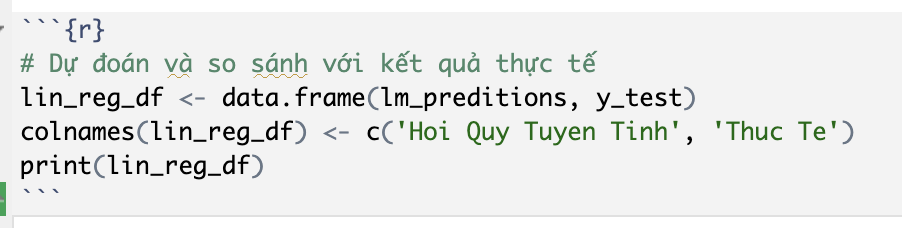 ```{r}
# Dự đoán và so sánh với kết quả thực tế
lin_reg_df <- data.frame(lm_preditions, y_test)
colnames(lin_reg_df) <- c('Hoi Quy Tuyen Tinh', 'Thuc Te')
print(lin_reg_df)
```